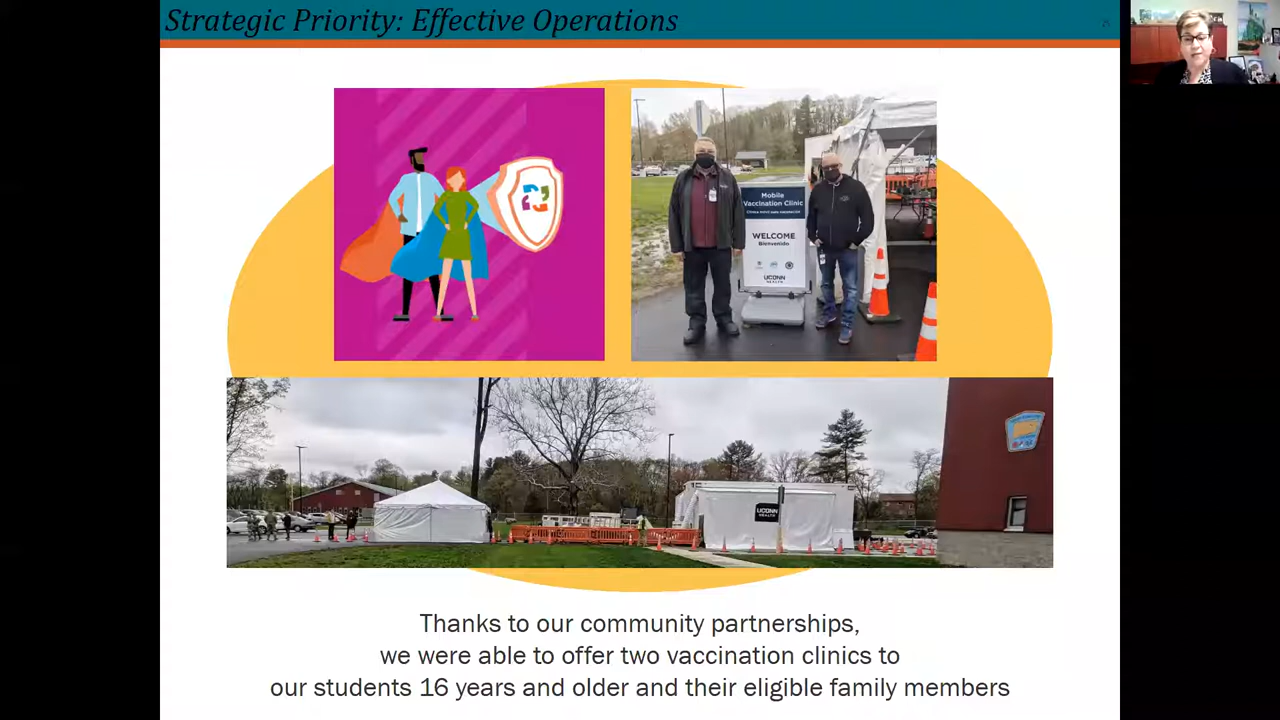 Strategic Priority: Effective Operations
Mobile
Vaccination Clinic
WELCOME
Bienvenido
UCONN
HEALTH
UCONN
HEALTH
Thanks to our community partnerships,
we were able to offer two vaccination clinics to
our students 16 years and older and their eligible family members